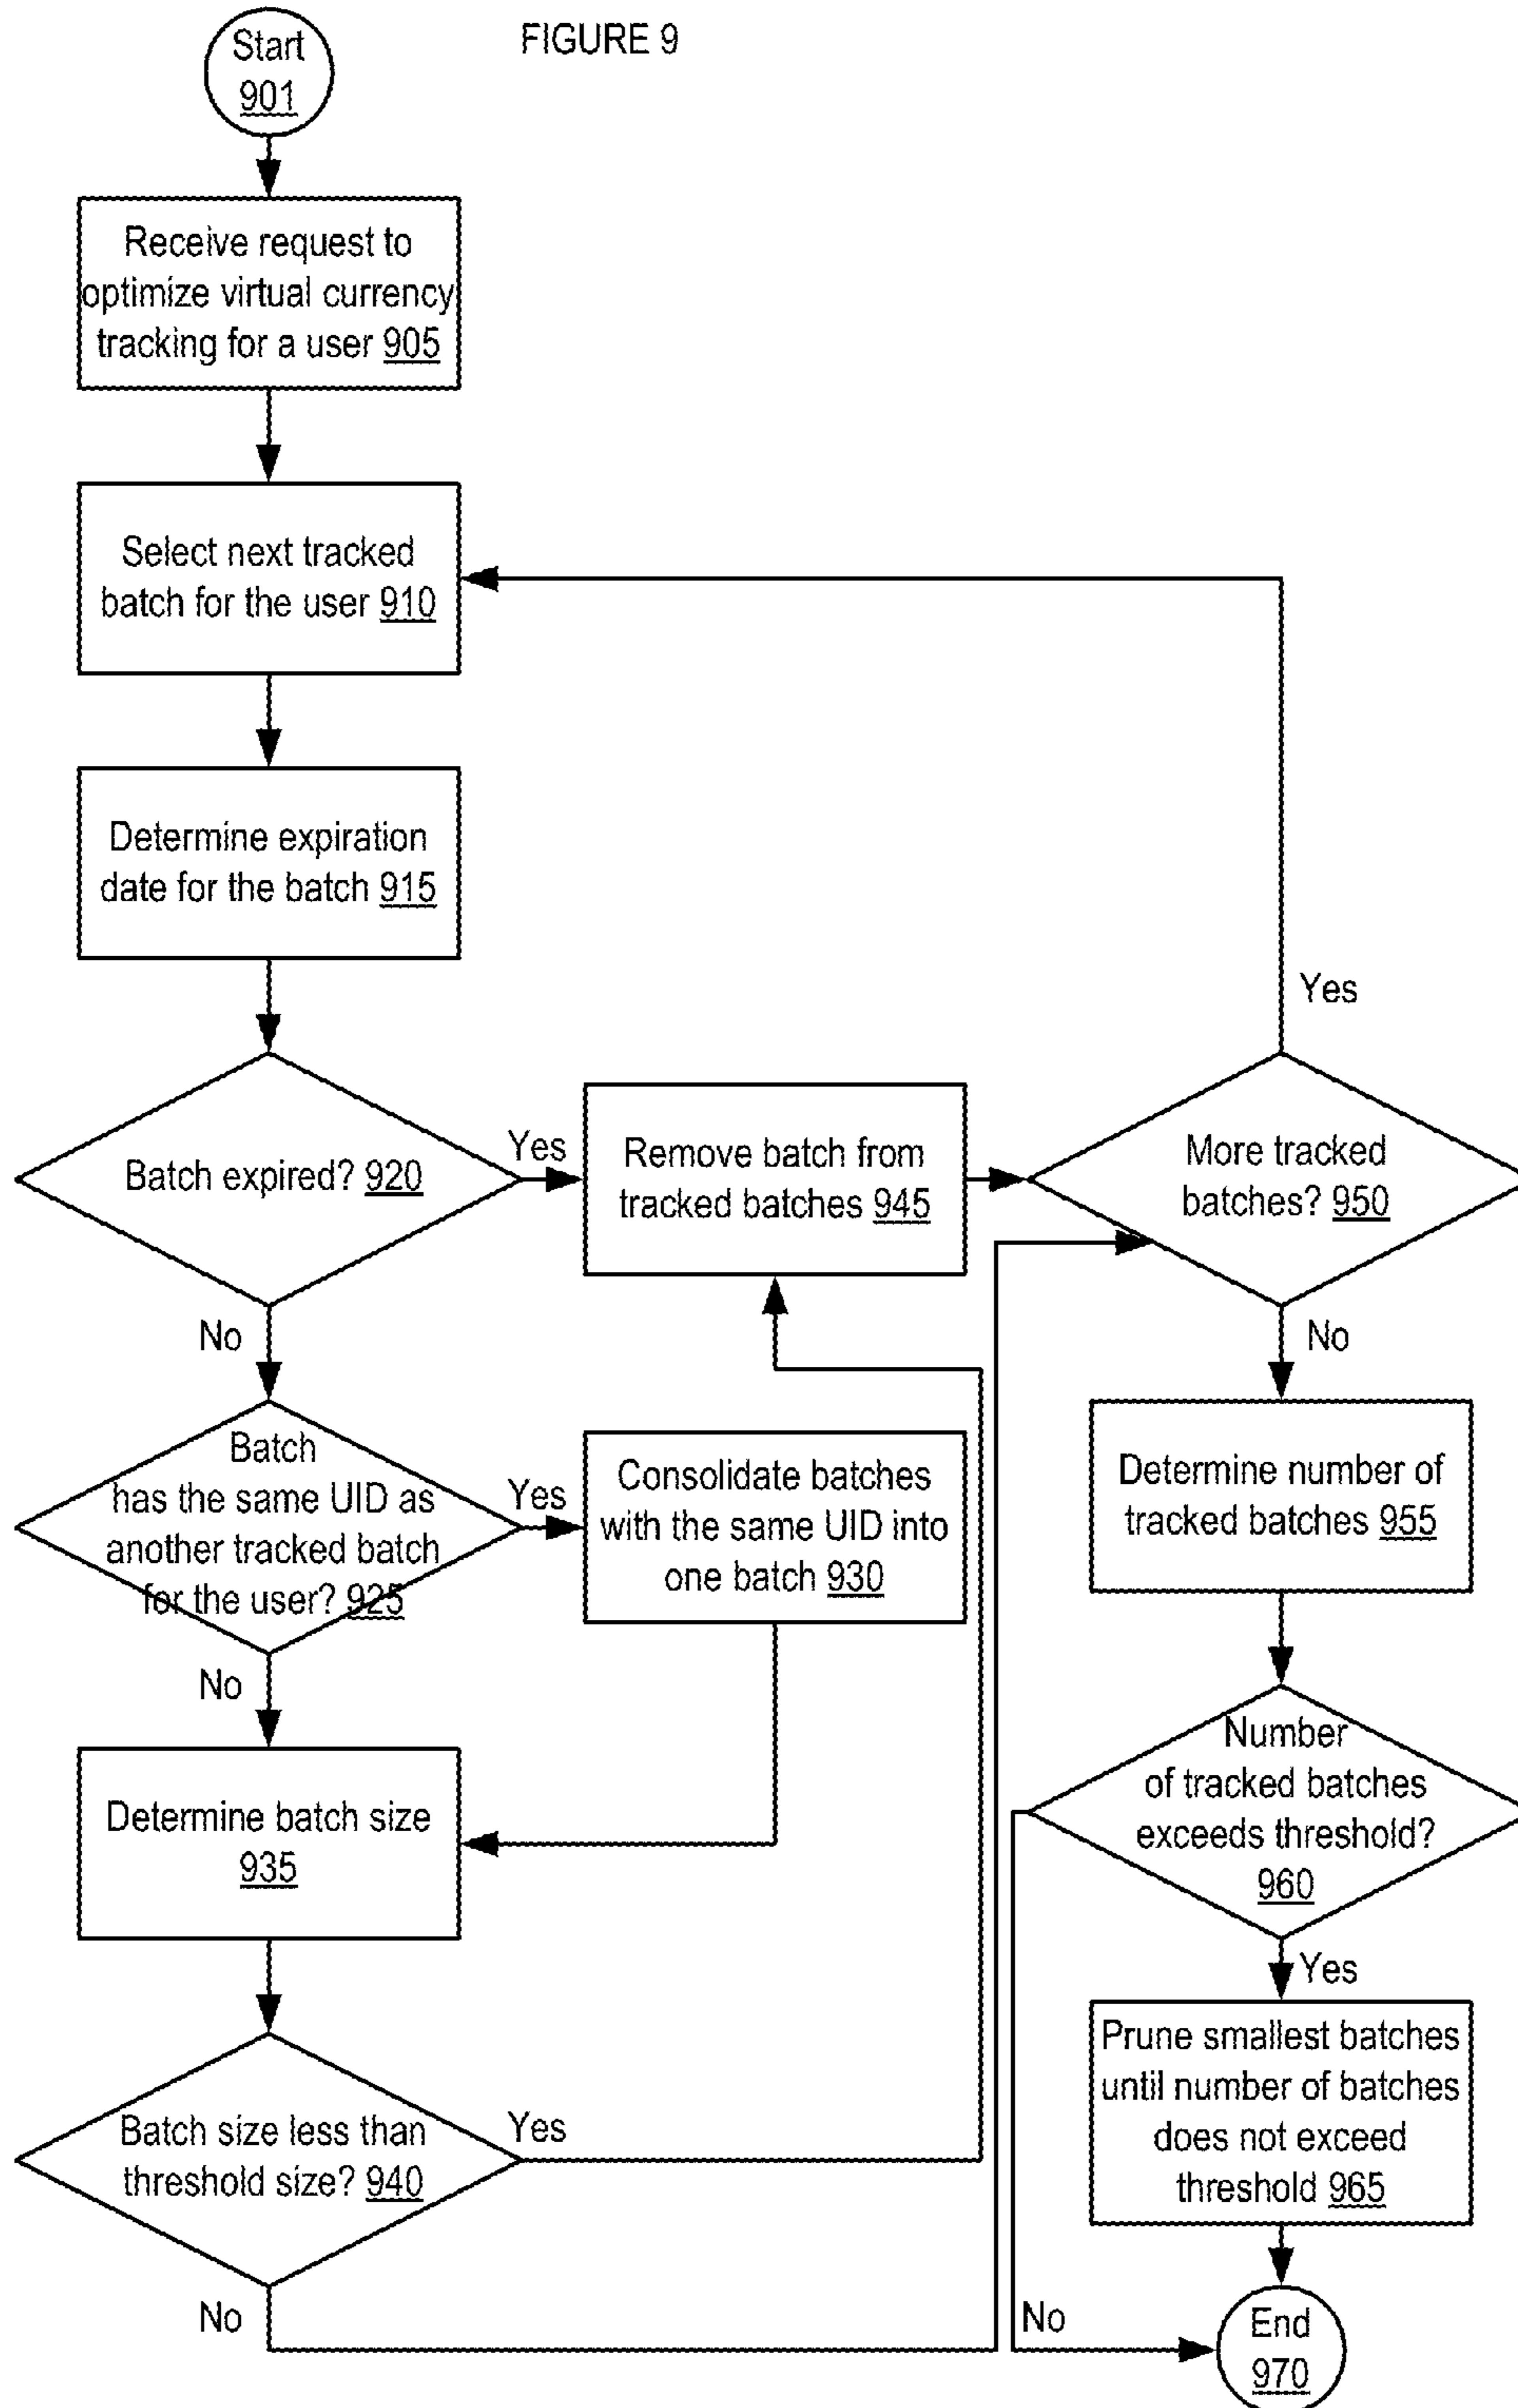 FIGURE 9
Start
901
Receive request to
optimize virtual currency
tracking for a user 905
Select next tracked
batch for the user 910
Determine expiration
date for the batch 915
Yes
Batch expired? 920
Yes
Remove batch from
tracked batches 945
More tracked
batches? 950
No
No
Batch
has the same UID as
another tracked batch
for the user? 925
Yes
Consolidate batches
with the same UID into
one batch 930
Determine number of
tracked batches 955
No
Determine batch size
935
Number
of tracked batches
exceeds threshold?
960
Yes
Batch size less than
threshold size? 940
Yes
Prune smallest batches
until number of batches
does not exceed
threshold 965
No
No
End
970